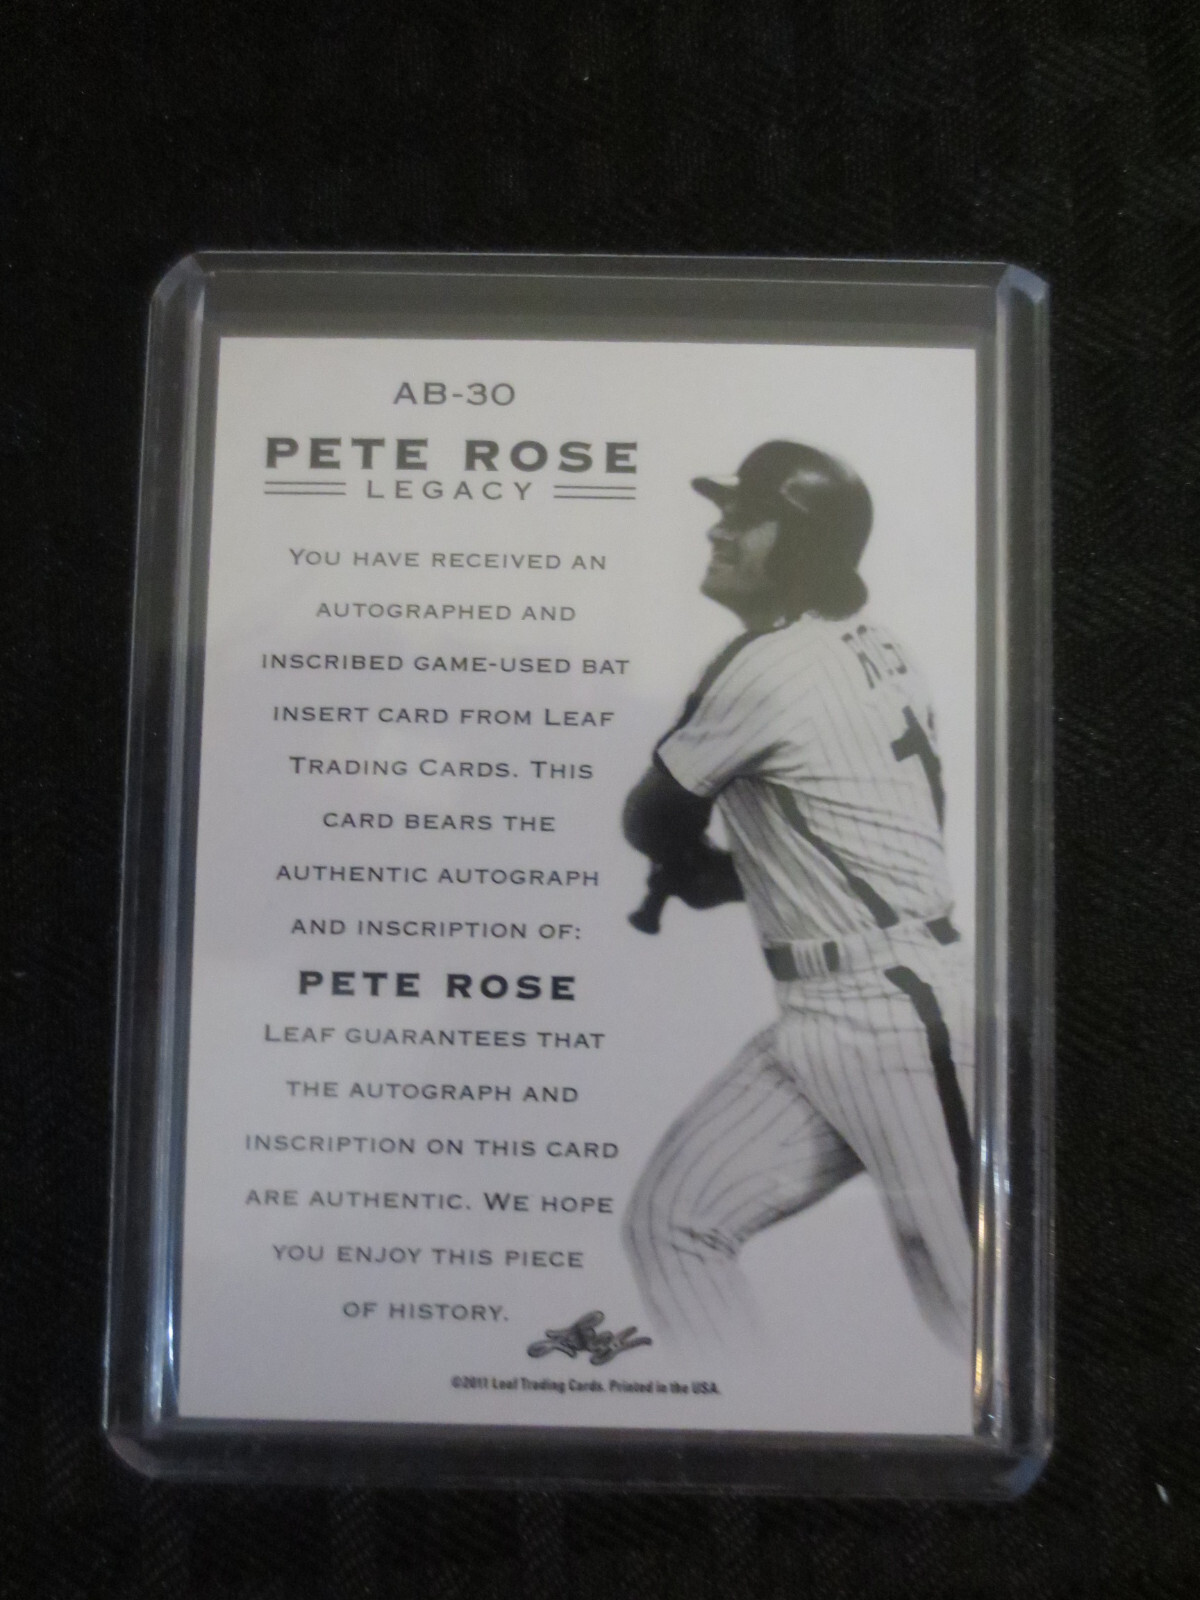 AB-30
PETE ROSE
LEGACY
YOU HAVE RECEIVED AN
AUTOGRAPHED AND
INSCRIBED GAME-USED BAT
INSERT CARD FROM LEAF
TRADING CARDS. THIS
CARD BEARS THE
AUTHENTIC AUTOGRAPH
AND INSCRIPTION OF:
PETE ROSE
LEAF GUARANTEES THAT
THE AUTOGRAPH AND
INSCRIPTION ON THIS CARD
ARE AUTHENTIC. WE HOPE
YOU ENJOY THIS PIECE
OF HISTORY.
Leaf
©2011 Leaf Trading Cards. Printed in the USA.